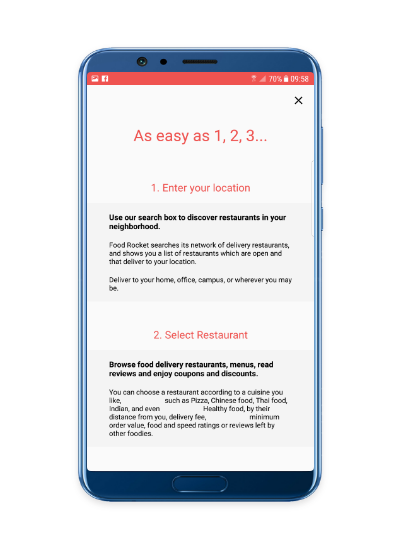 70% 09:58
As easy as 1, 2, 3...
1. Enter your location
Use our search box to discover restaurants in your
neighborhood.
Food Rocket searches its network of delivery restaurants,
and shows you a list of restaurants which are open and
that deliver to your location.
Deliver to your home, office, campus, or wherever you may
be.
2. Select Restaurant
Browse food delivery restaurants, menus, read
reviews and enjoy coupons and discounts.
You can choose a restaurant according to a cuisine you
like, such as Pizza, Chinese food, Thai food,
Indian, and even Healthy food, by their
distance from you, delivery fee, minimum
order value, food and speed ratings or reviews left by
other foodies.